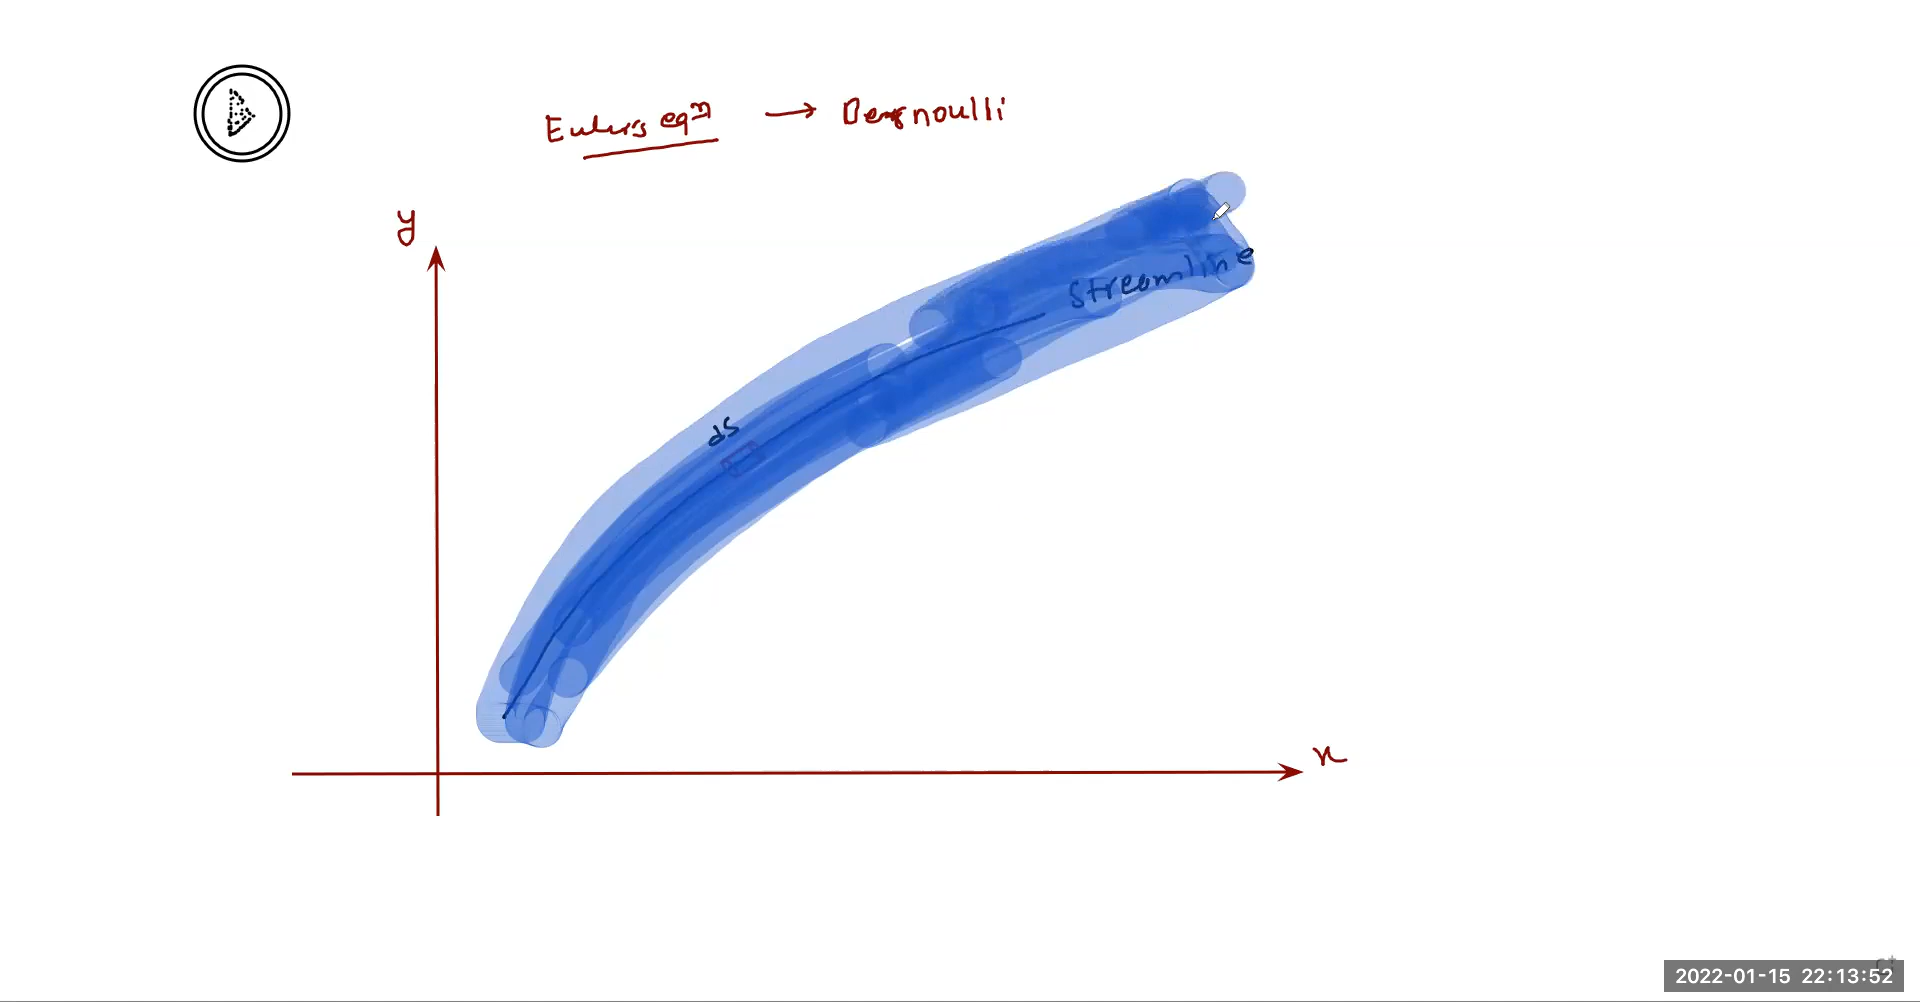 Euler's eqn → Bernoulli
y
Streamline
ds
x
2022-01-15 22:13:52